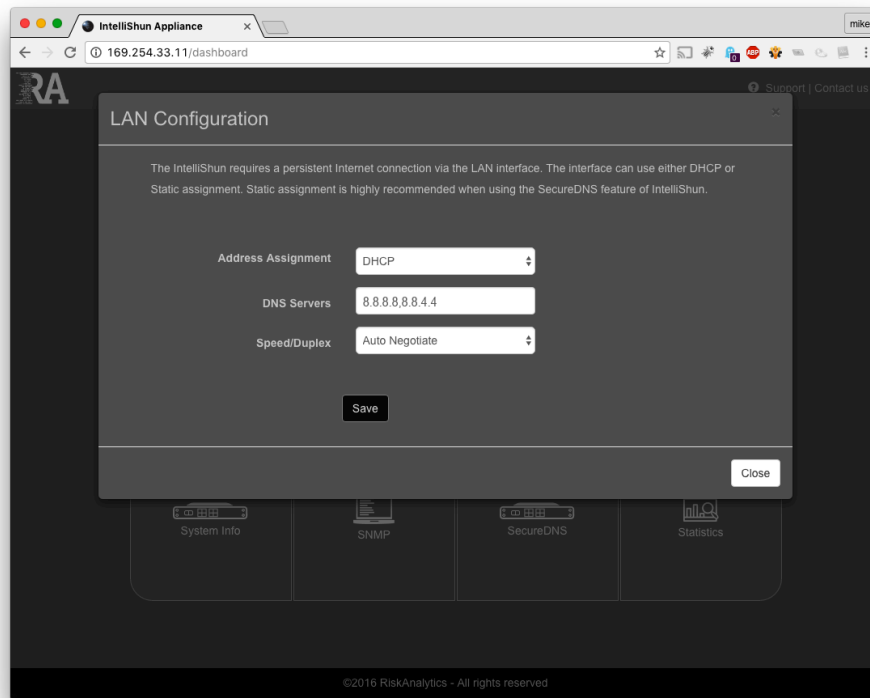 IntelliShun Appliance
mike
169.254.33.11/dashboard
ABP
0
RA
Support | Contact us
LAN Configuration
×
The IntelliShun requires a persistent Internet connection via the LAN interface. The interface can use either DHCP or
Static assignment. Static assignment is highly recommended when using the SecureDNS feature of IntelliShun.
Address Assignment
DHCP
DNS Servers
8.8.8.8,8.8.4.4
Speed/Duplex
Auto Negotiate
Save
Close
System Info
SNMP
SecureDNS
Statistics
©2016 RiskAnalytics - All rights reserved